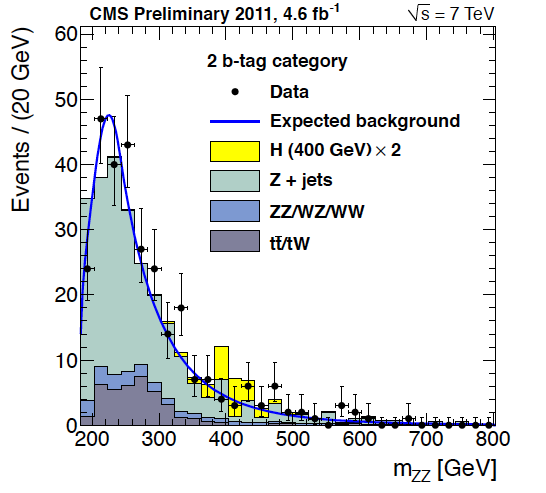 CMS Preliminary 2011, 4.6 fb⁻¹ √s = 7 TeV
Events / (20 GeV)
60
50
40
30
20
10
0
2 b-tag category
Data
Expected background
H (400 GeV) × 2
Z + jets
ZZ/WZ/WW
tt̄/tW
200 300 400 500 600 700 800
m_ZZ [GeV]